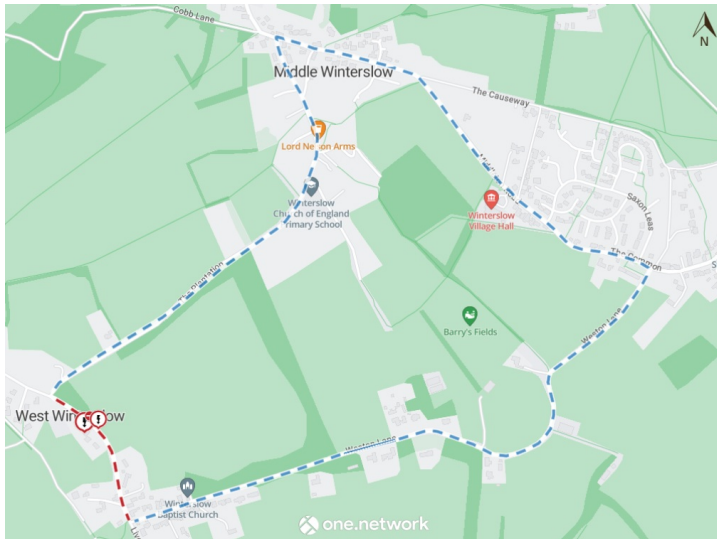 Cobb Lane
N
Middle Winterslow
The Causeway
Lord Nelson Arms
Winterslow
Church of England
Primary School
Winterslow
Village Hall
Saxon Leas
The Common
The Plantation
Barry's Fields
Weston Lane
West Winterslow
Weston Lane
Winterslow
Baptist Church
one.network